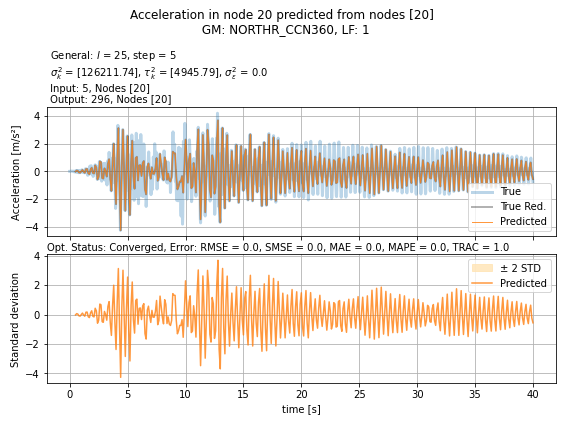 Acceleration in node 20 predicted from nodes [20]
GM: NORTHR_CCN360, LF: 1
General: l = 25, step = 5
σ²ₖ = [126211.74], τ²ₖ = [4945.79], σ²ε = 0.0
Input: 5, Nodes [20]
Output: 296, Nodes [20]
Acceleration [m/s²]
4
2
0
−2
−4
True
True Red.
Predicted
Opt. Status: Converged, Error: RMSE = 0.0, SMSE = 0.0, MAE = 0.0, MAPE = 0.0, TRAC = 1.0
Standard deviation
4
2
0
−2
−4
± 2 STD
Predicted
0 5 10 15 20 25 30 35 40
time [s]